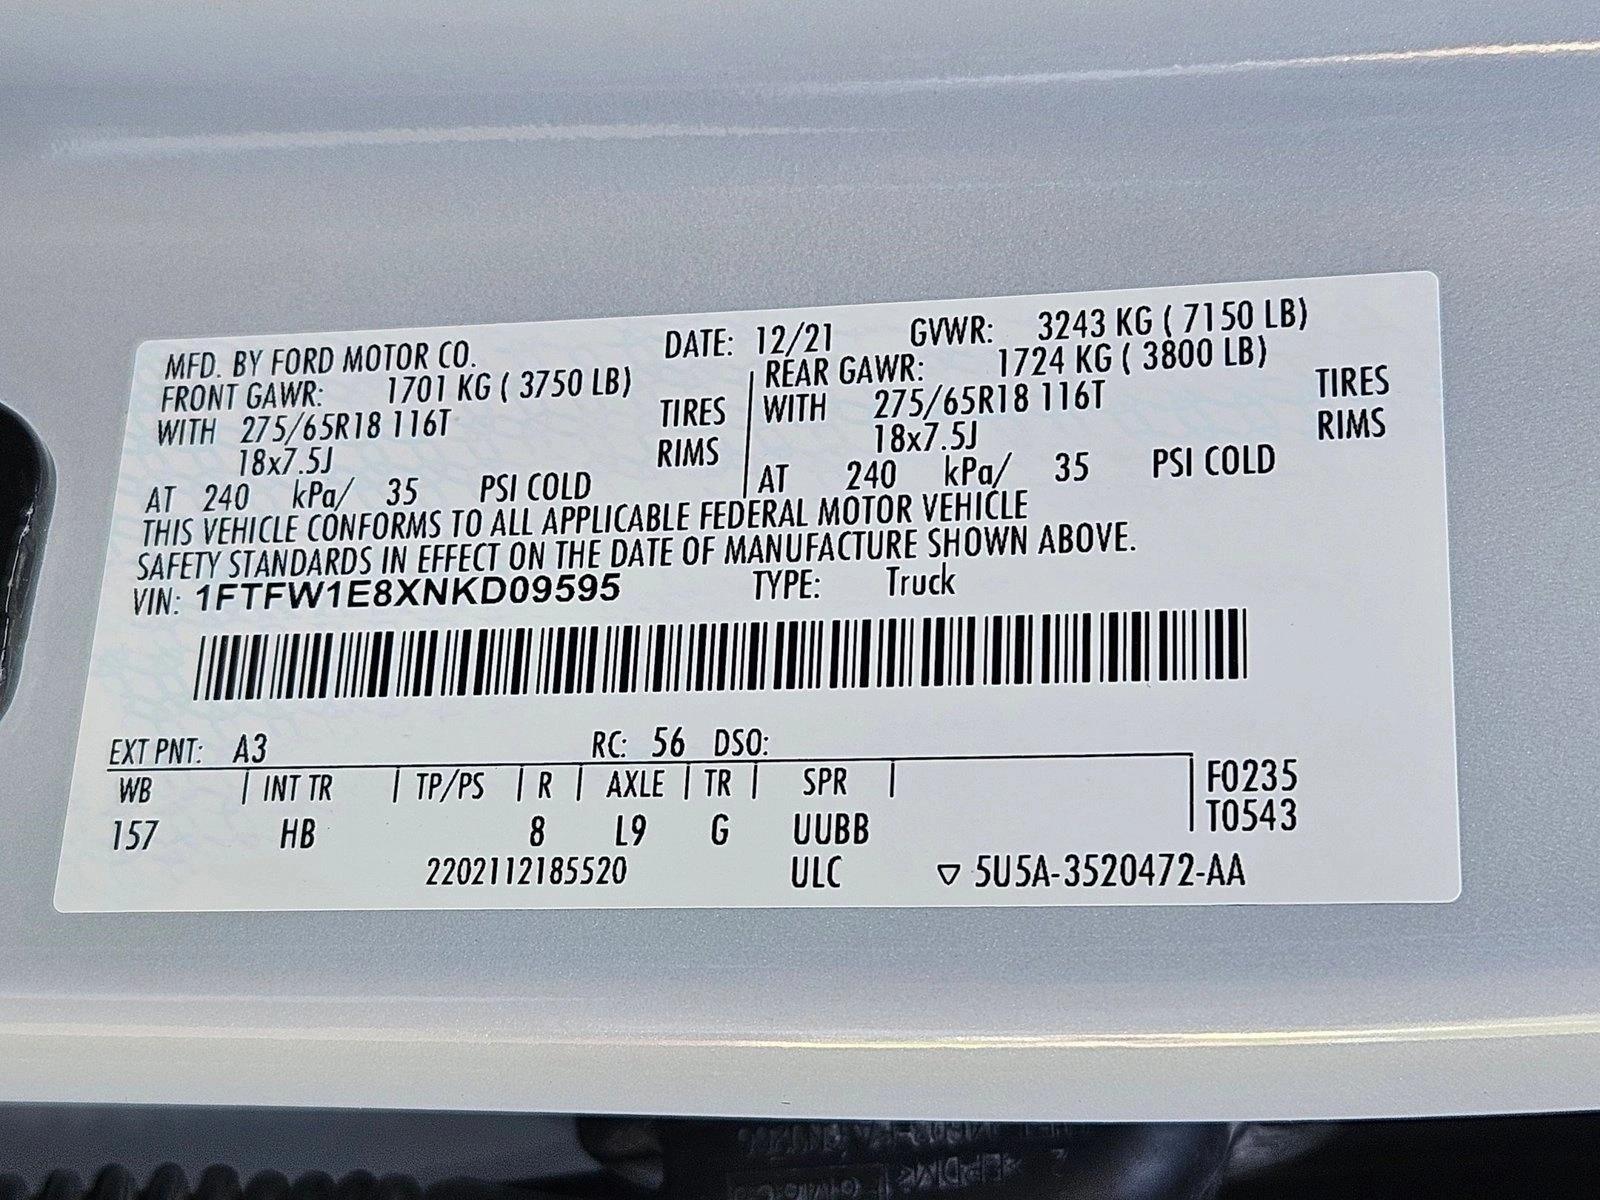 MFD. BY FORD MOTOR CO. DATE: 12/21 GVWR: 3243 KG ( 7150 LB)
FRONT GAWR: 1701 KG ( 3750 LB) REAR GAWR: 1724 KG ( 3800 LB)
WITH 275/65R18 116T TIRES WITH 275/65R18 116T TIRES
18x7.5J RIMS 18x7.5J RIMS
AT 240 kPa/ 35 PSI COLD AT 240 kPa/ 35 PSI COLD
THIS VEHICLE CONFORMS TO ALL APPLICABLE FEDERAL MOTOR VEHICLE
SAFETY STANDARDS IN EFFECT ON THE DATE OF MANUFACTURE SHOWN ABOVE.
VIN: 1FTFW1E8XNKD09595 TYPE: Truck
EXT PNT: A3 RC: 56 DSO:
WB INT TR TP/PS R AXLE TR SPR F0235
T0543
157 HB 8 L9 G UUBB
2202112185520 ULC ▽ 5U5A-3520472-AA